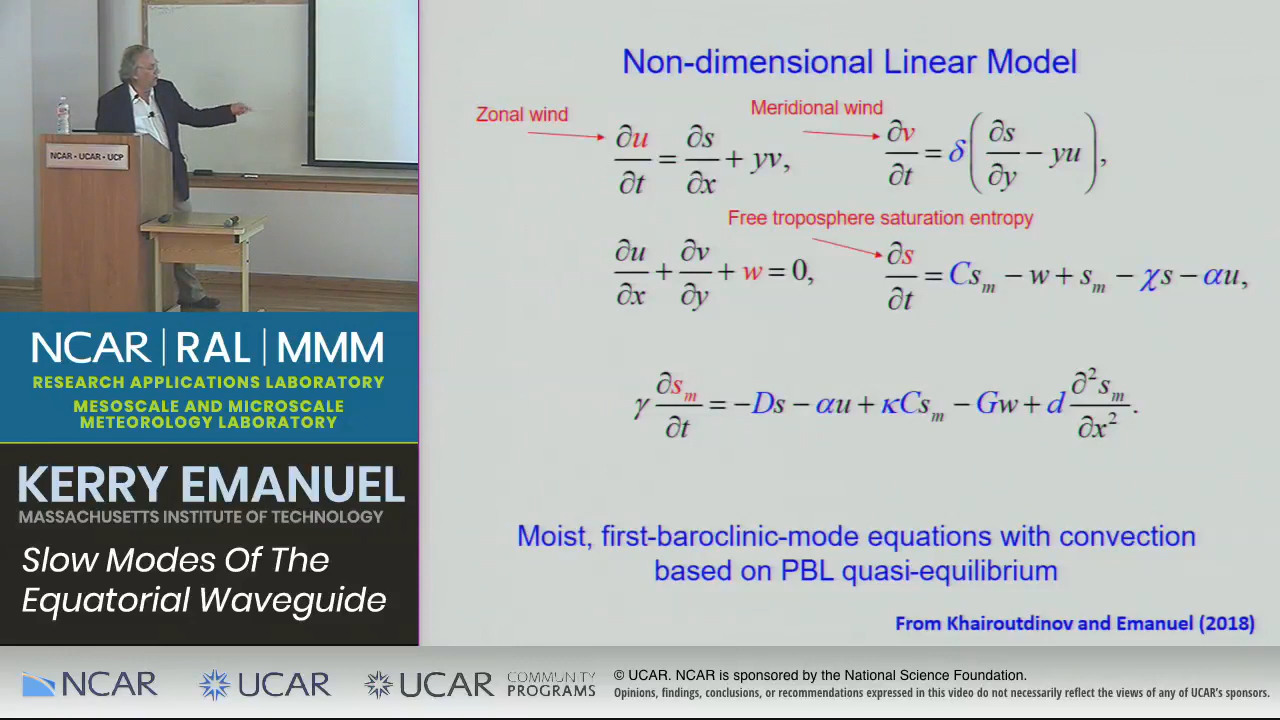 Non-dimensional Linear Model
Zonal wind
Meridional wind
∂u/∂t = ∂s/∂x + yv,
∂v/∂t = δ(∂s/∂y − yu),
Free troposphere saturation entropy
∂u/∂x + ∂v/∂y + w = 0,
∂s/∂t = Cs_m − w + s_m − χs − αu,
γ ∂s_m/∂t = −Ds − αu + κCs_m − Gw + d ∂²s_m/∂x².
Moist, first-baroclinic-mode equations with convection
based on PBL quasi-equilibrium
From Khairoutdinov and Emanuel (2018)
NCAR • UCAR • UCP
NCAR | RAL | MMM
RESEARCH APPLICATIONS LABORATORY
MESOSCALE AND MICROSCALE
METEOROLOGY LABORATORY
KERRY EMANUEL
MASSACHUSETTS INSTITUTE OF TECHNOLOGY
Slow Modes Of The
Equatorial Waveguide
NCAR
UCAR
UCAR
COMMUNITY
PROGRAMS
© UCAR. NCAR is sponsored by the National Science Foundation.
Opinions, findings, conclusions, or recommendations expressed in this video do not necessarily reflect the views of any of UCAR's sponsors.